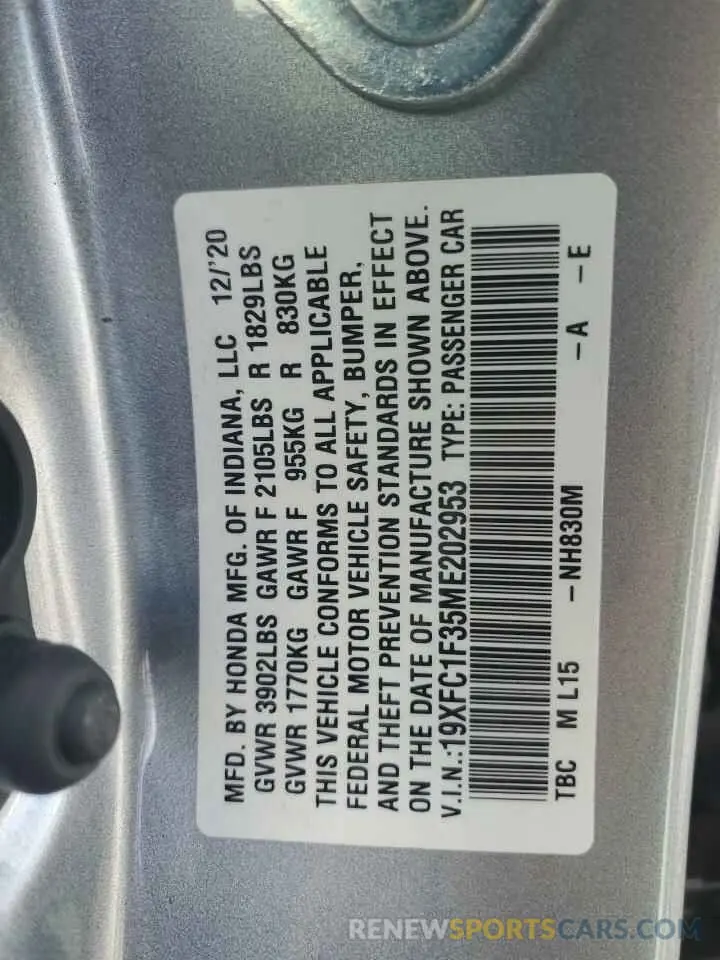 MFD. BY HONDA MFG. OF INDIANA, LLC 12/'20
GVWR 3902LBS GAWR F 2105LBS R 1829LBS
GVWR 1770KG GAWR F 955KG R 830KG
THIS VEHICLE CONFORMS TO ALL APPLICABLE
FEDERAL MOTOR VEHICLE SAFETY, BUMPER,
AND THEFT PREVENTION STANDARDS IN EFFECT
ON THE DATE OF MANUFACTURE SHOWN ABOVE.
V.I.N.:19XFC1F35ME202953 TYPE: PASSENGER CAR
TBC M L15 -NH830M -A -E
RENEWSPORTSCARS.COM